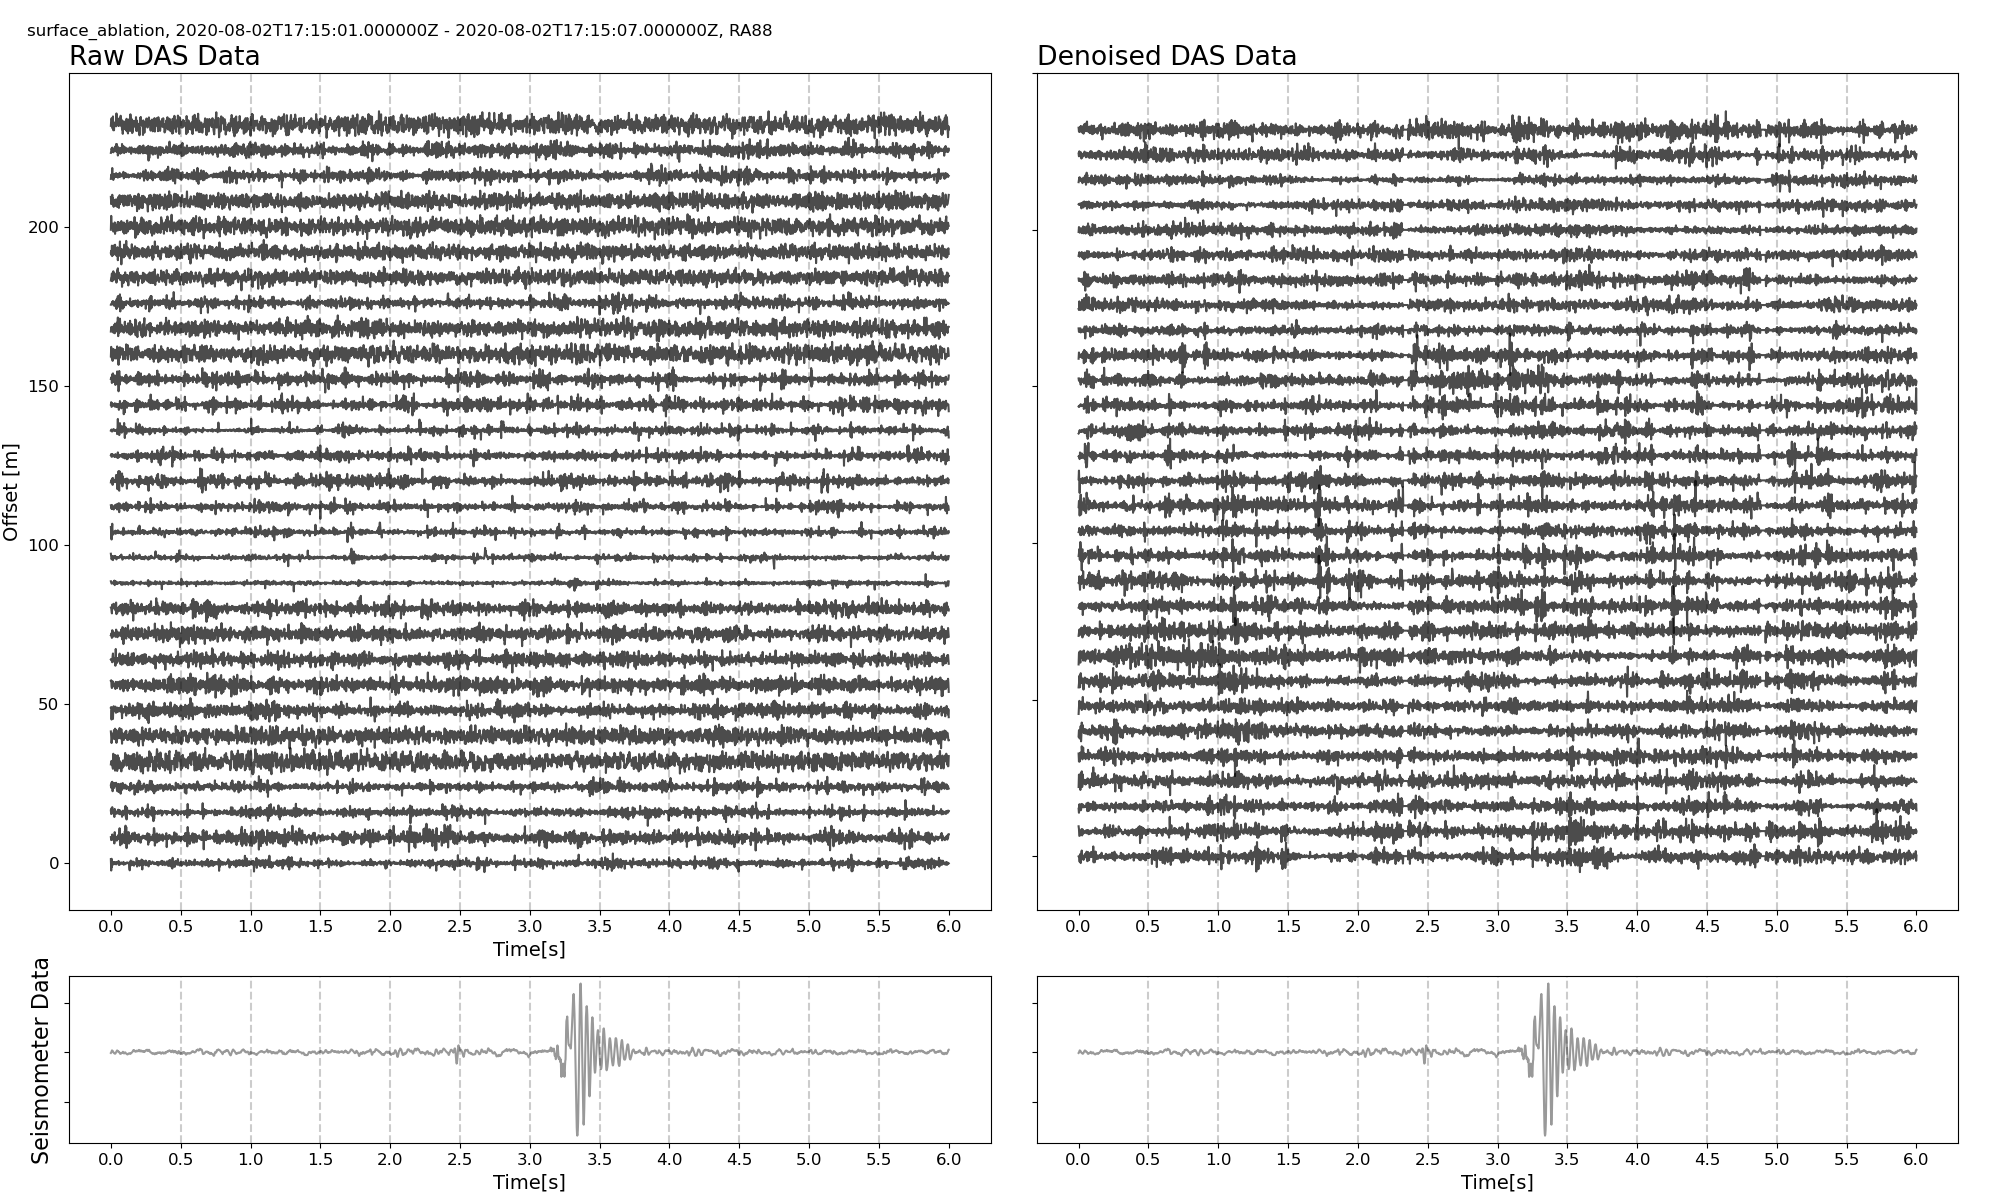 surface_ablation, 2020-08-02T17:15:01.000000Z - 2020-08-02T17:15:07.000000Z, RA88
Raw DAS Data
Denoised DAS Data
Offset [m]
200
150
100
50
0
0.0 0.5 1.0 1.5 2.0 2.5 3.0 3.5 4.0 4.5 5.0 5.5 6.0
Time[s]
0.0 0.5 1.0 1.5 2.0 2.5 3.0 3.5 4.0 4.5 5.0 5.5 6.0
Seismometer Data
0.0 0.5 1.0 1.5 2.0 2.5 3.0 3.5 4.0 4.5 5.0 5.5 6.0
Time[s]
0.0 0.5 1.0 1.5 2.0 2.5 3.0 3.5 4.0 4.5 5.0 5.5 6.0
Time[s]